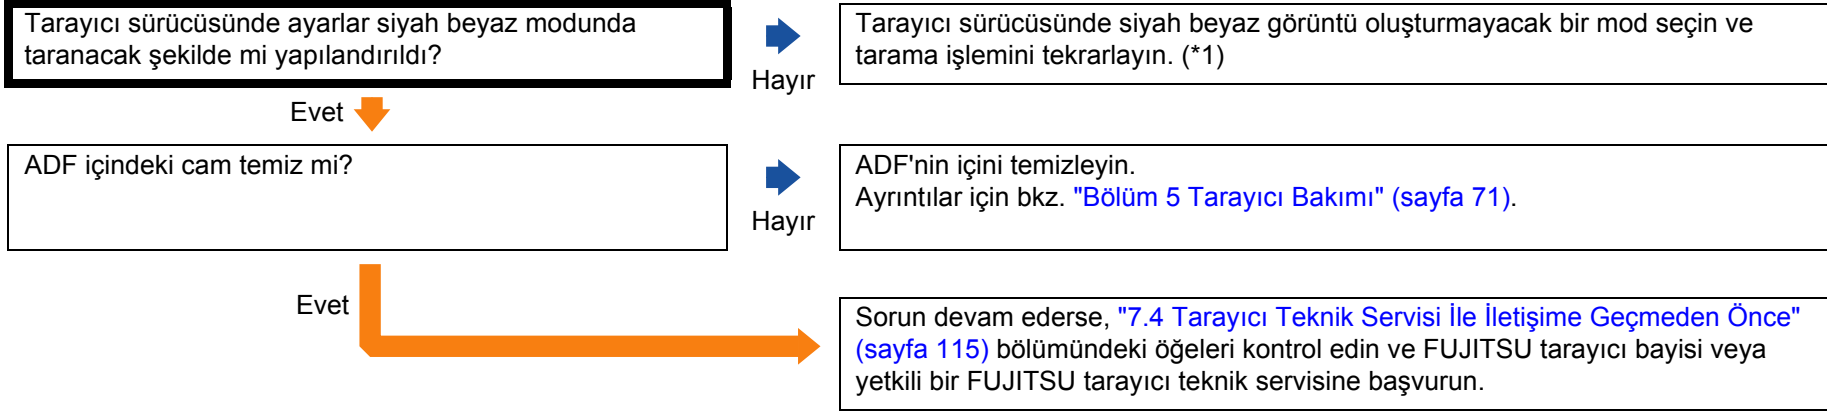 Tarayıcı sürücüsünde ayarlar siyah beyaz modunda
taranacak şekilde mi yapılandırıldı?
Hayır
Tarayıcı sürücüsünde siyah beyaz görüntü oluşturmayacak bir mod seçin ve
tarama işlemini tekrarlayın. (*1)
Evet
ADF içindeki cam temiz mi?
Hayır
ADF'nin içini temizleyin.
Ayrıntılar için bkz. "Bölüm 5 Tarayıcı Bakımı" (sayfa 71).
Evet
Sorun devam ederse, "7.4 Tarayıcı Teknik Servisi İle İletişime Geçmeden Önce"
(sayfa 115) bölümündeki öğeleri kontrol edin ve FUJITSU tarayıcı bayisi veya
yetkili bir FUJITSU tarayıcı teknik servisine başvurun.